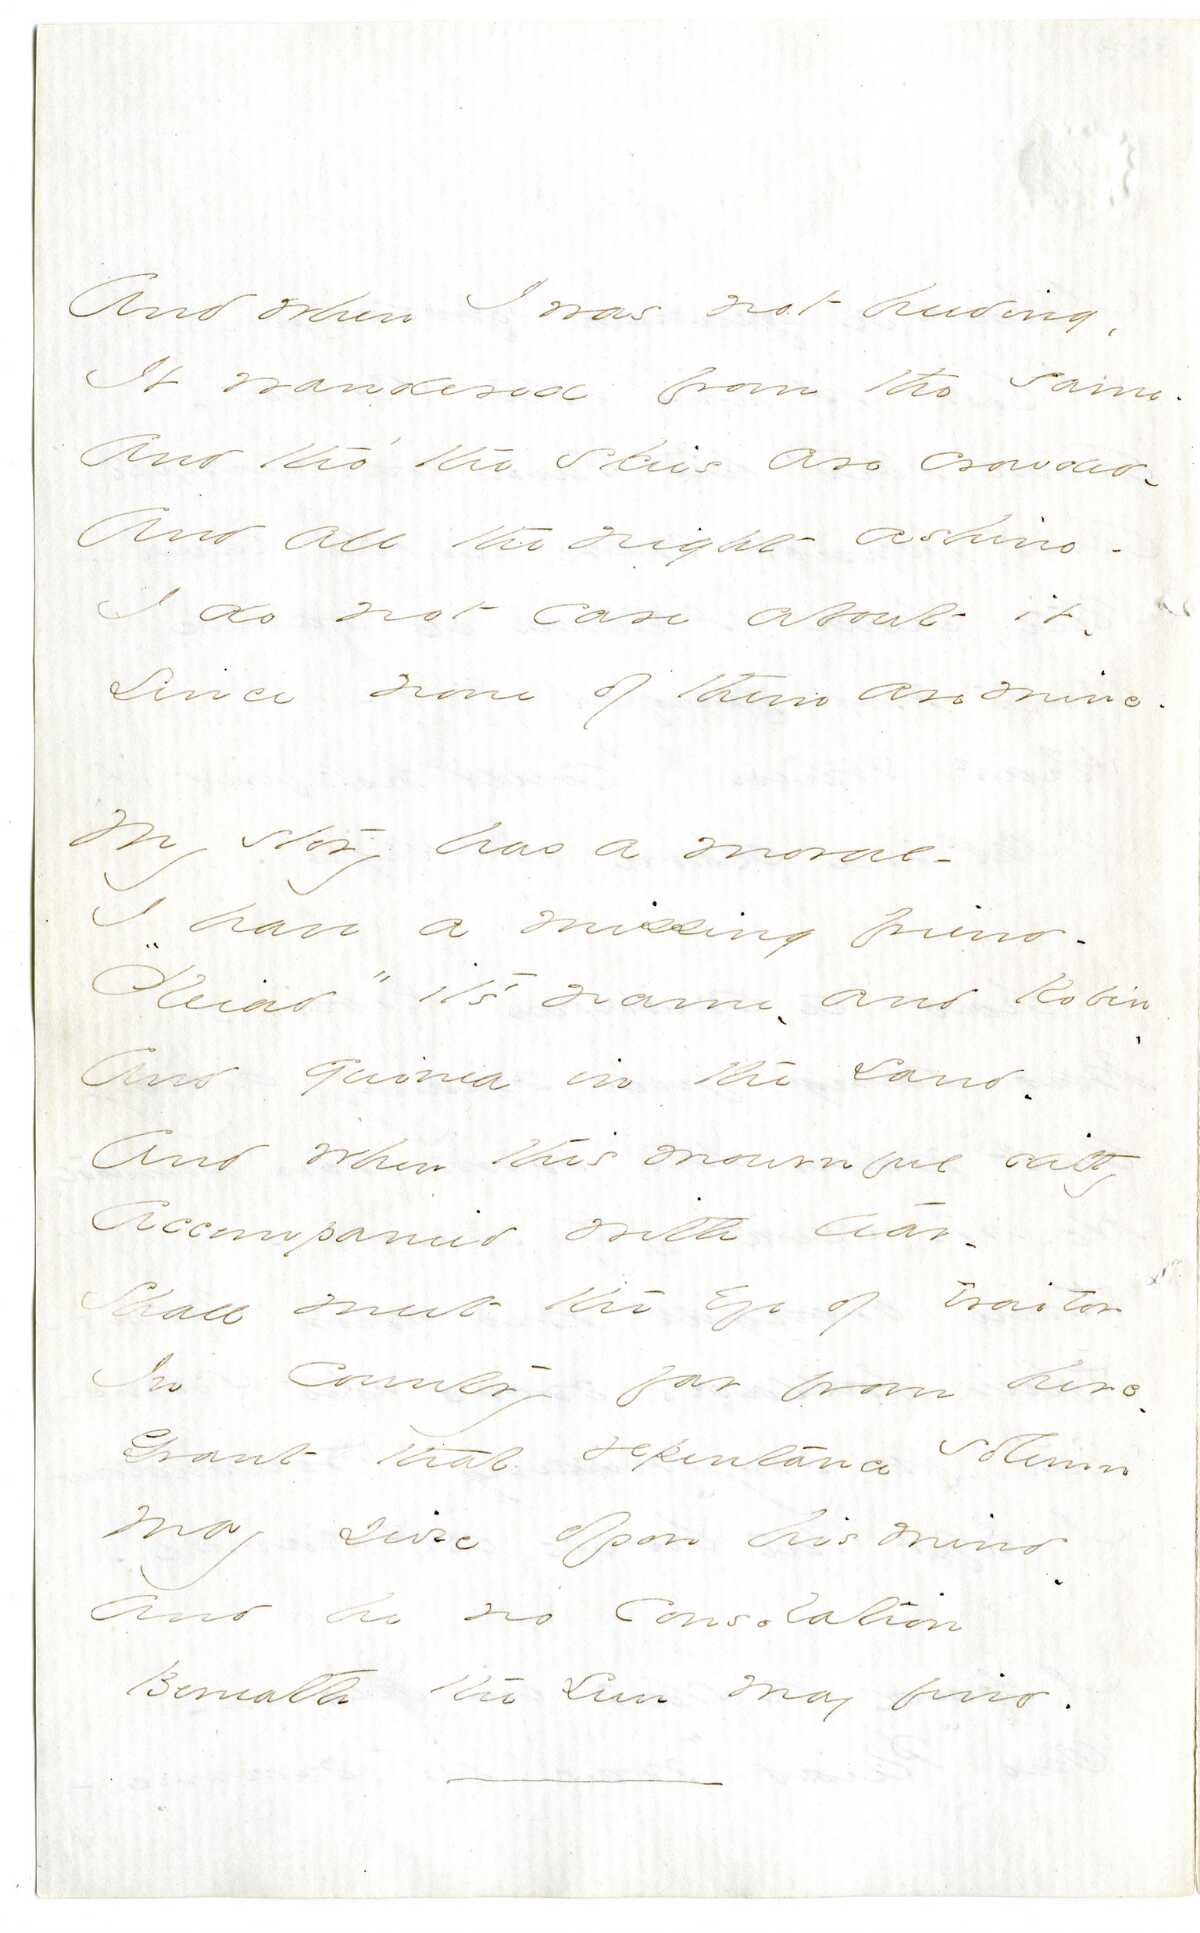 And when I was not heeding,
It wandered from the same -
And tho' the skies are crowded -
And all the night ashine -
I do not care about it -
Since none of them are mine -
My story has a moral -
I have a missing friend -
"Pleiad" it's name, and Robin,
And guinea in the sand -
And when this mournful ditty
Accompanied with tear -
Shall meet the Eye of traitor
In country far from here -
Grant that repentance solemn
May seize opon his mind
And he no Consolation
Beneath the sun may find.